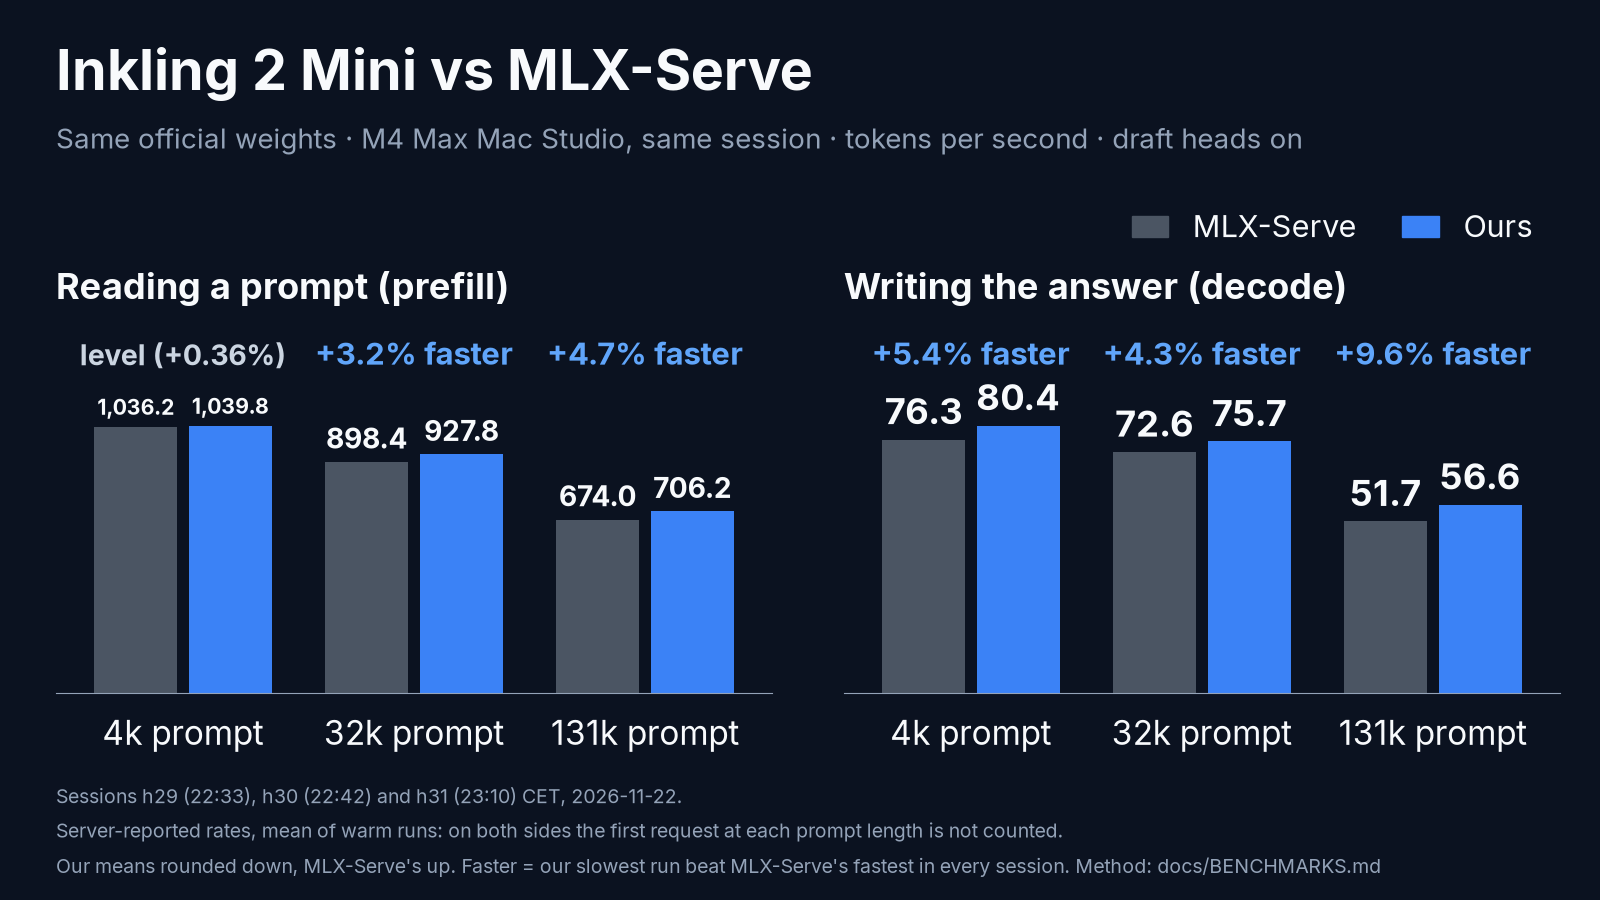 Inkling 2 Mini vs MLX-Serve
Same official weights · M4 Max Mac Studio, same session · tokens per second · draft heads on
MLX-Serve Ours
Reading a prompt (prefill)
level (+0.36%) +3.2% faster +4.7% faster
1,036.2 1,039.8 898.4 927.8 674.0 706.2
4k prompt 32k prompt 131k prompt
Writing the answer (decode)
+5.4% faster +4.3% faster +9.6% faster
76.3 80.4 72.6 75.7 51.7 56.6
4k prompt 32k prompt 131k prompt
Sessions h29 (22:33), h30 (22:42) and h31 (23:10) CET, 2026-11-22.
Server-reported rates, mean of warm runs: on both sides the first request at each prompt length is not counted.
Our means rounded down, MLX-Serve's up. Faster = our slowest run beat MLX-Serve's fastest in every session. Method: docs/BENCHMARKS.md